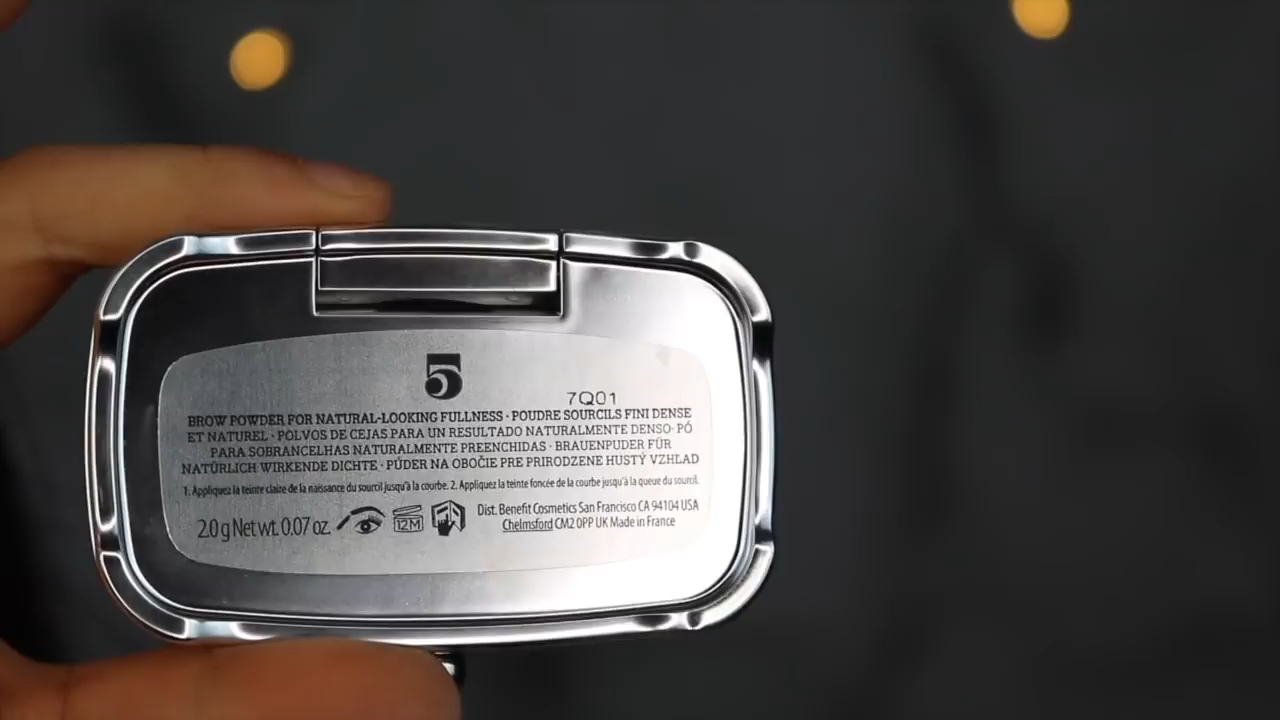 5
7Q01
BROW POWDER FOR NATURAL-LOOKING FULLNESS · POUDRE SOURCILS FINI DENSE
ET NATUREL · POLVOS DE CEJAS PARA UN RESULTADO NATURALMENTE DENSO · PÓ
PARA SOBRANCELHAS NATURALMENTE PREENCHIDAS · BRAUENPUDER FÜR
NATÜRLICH WIRKENDE DICHTE · PÚDER NA OBOČIE PRE PRIRODZENE HUSTÝ VZHLAD
1. Appliquez la teinte claire de la naissance du sourcil jusqu'à la courbe. 2. Appliquez la teinte foncée de la courbe jusqu'à la queue du sourcil.
2.0 g Net wt. 0.07 oz.
12M
Dist. Benefit Cosmetics San Francisco CA 94104 USA
Chelmsford CM2 0PP UK Made in France